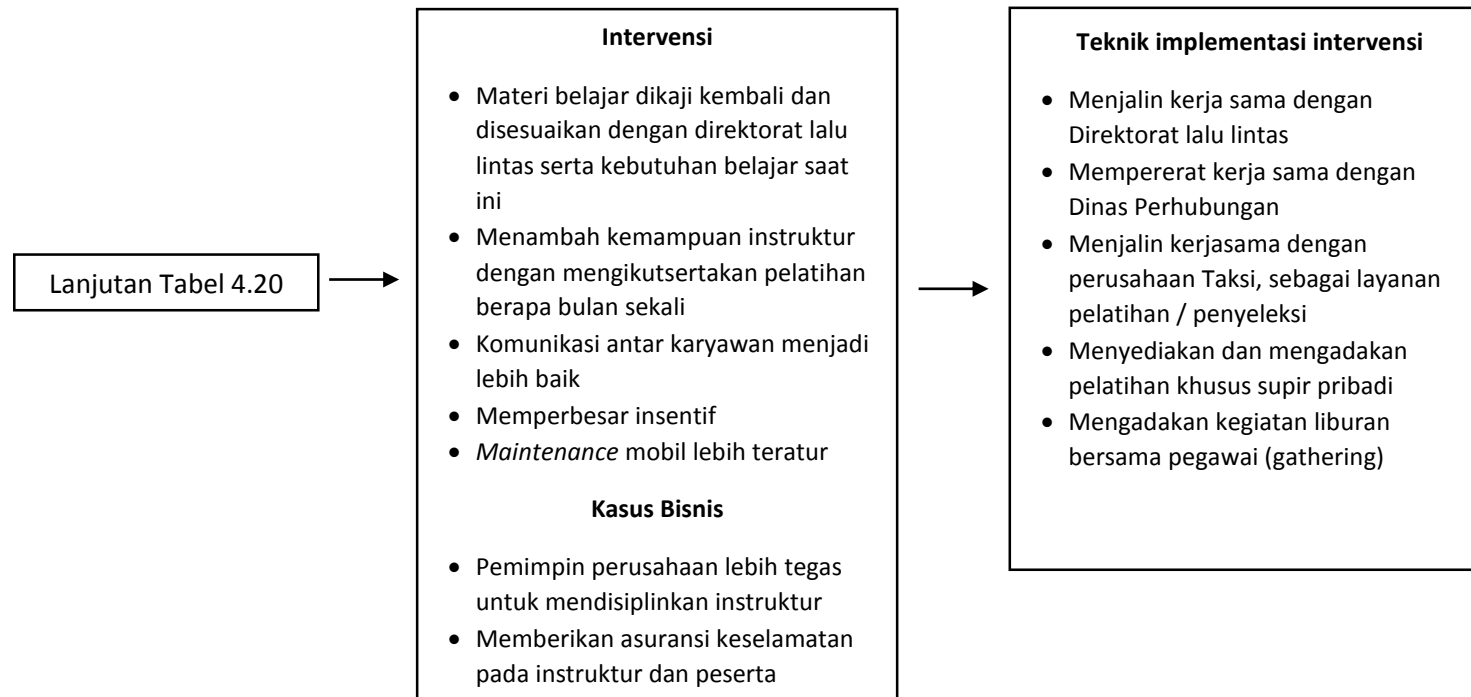 Lanjutan Tabel 4.20
Intervensi
• Materi belajar dikaji kembali dan
disesuaikan dengan direktorat lalu
lintas serta kebutuhan belajar saat
ini
• Menambah kemampuan instruktur
dengan mengikutsertakan pelatihan
berapa bulan sekali
• Komunikasi antar karyawan menjadi
lebih baik
• Memperbesar insentif
• Maintenance mobil lebih teratur
Kasus Bisnis
• Pemimpin perusahaan lebih tegas
untuk mendisiplinkan instruktur
• Memberikan asuransi keselamatan
pada instruktur dan peserta
Teknik implementasi intervensi
• Menjalin kerja sama dengan
Direktorat lalu lintas
• Mempererat kerja sama dengan
Dinas Perhubungan
• Menjalin kerjasama dengan
perusahaan Taksi, sebagai layanan
pelatihan / penyeleksi
• Menyediakan dan mengadakan
pelatihan khusus supir pribadi
• Mengadakan kegiatan liburan
bersama pegawai (gathering)